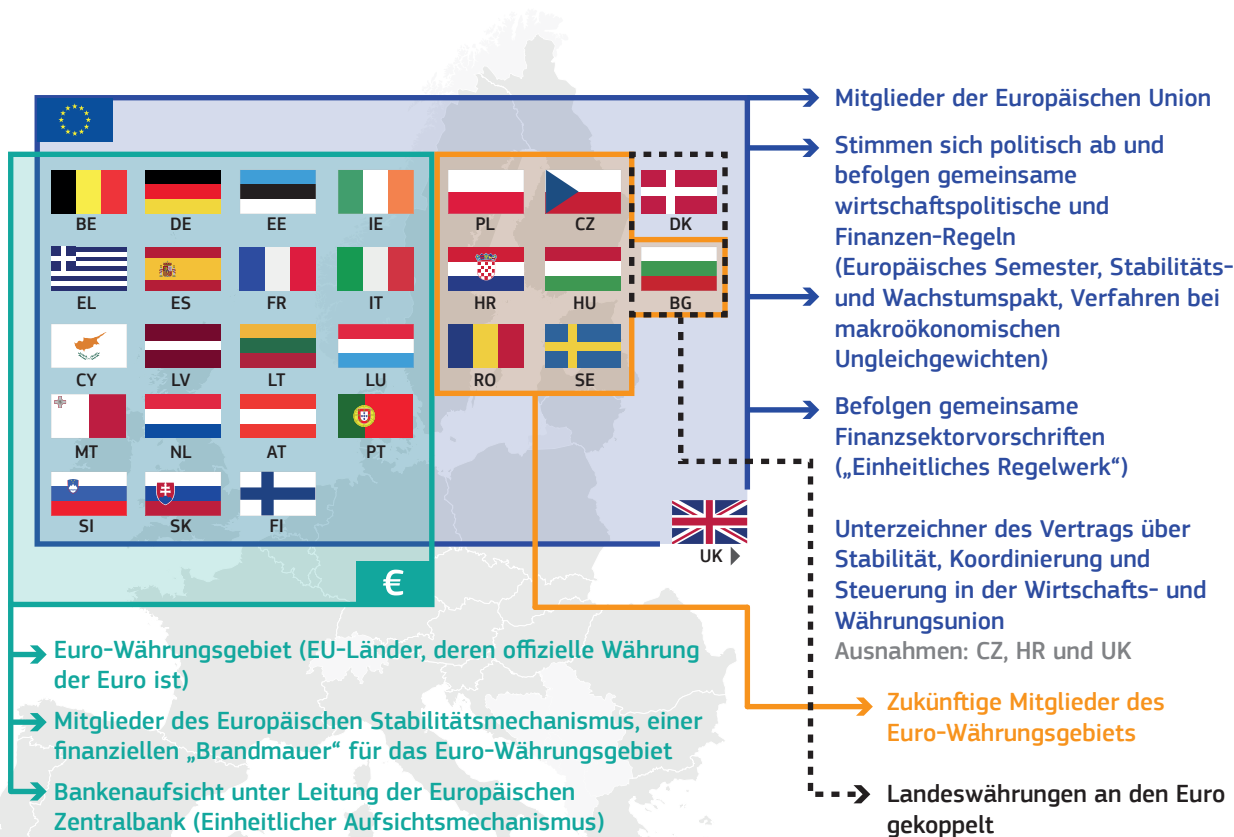 BE DE EE IE
EL ES FR IT
CY LV LT LU
MT NL AT PT
SI SK FI
€
PL CZ DK
HR HU BG
RO SE
UK
Mitglieder der Europäischen Union
Stimmen sich politisch ab und
befolgen gemeinsame
wirtschaftspolitische und
Finanzen-Regeln
(Europäisches Semester, Stabilitäts-
und Wachstumspakt, Verfahren bei
makroökonomischen
Ungleichgewichten)
Befolgen gemeinsame
Finanzsektorvorschriften
(„Einheitliches Regelwerk“)
Unterzeichner des Vertrags über
Stabilität, Koordinierung und
Steuerung in der Wirtschafts- und
Währungsunion
Ausnahmen: CZ, HR und UK
Euro-Währungsgebiet (EU-Länder, deren offizielle Währung
der Euro ist)
Mitglieder des Europäischen Stabilitätsmechanismus, einer
finanziellen „Brandmauer“ für das Euro-Währungsgebiet
Bankenaufsicht unter Leitung der Europäischen
Zentralbank (Einheitlicher Aufsichtsmechanismus)
Zukünftige Mitglieder des
Euro-Währungsgebiets
Landeswährungen an den Euro
gekoppelt